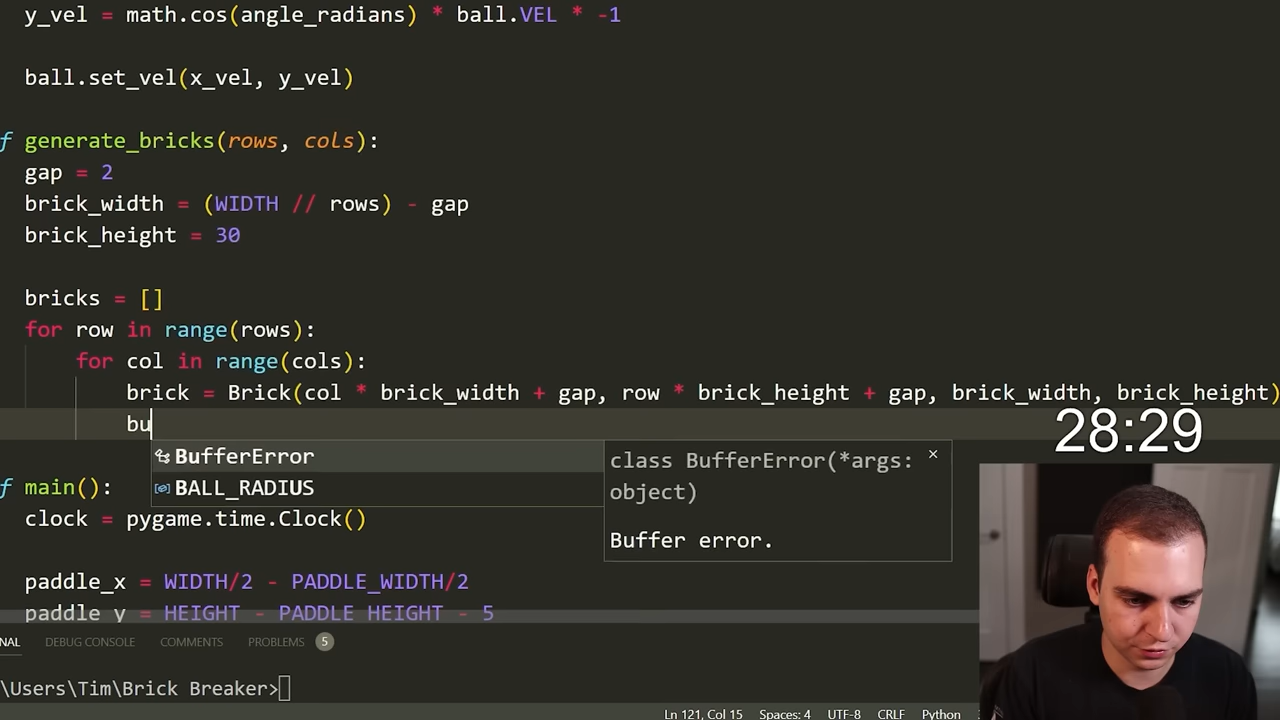 y_vel = math.cos(angle_radians) * ball.VEL * -1
ball.set_vel(x_vel, y_vel)
f generate_bricks(rows, cols):
gap = 2
brick_width = (WIDTH // rows) - gap
brick_height = 30
bricks = []
for row in range(rows):
for col in range(cols):
brick = Brick(col * brick_width + gap, row * brick_height + gap, brick_width, brick_height)
bu
28:29
BufferError
BALL_RADIUS
class BufferError(*args: object)
Buffer error.
f main():
clock = pygame.time.Clock()
paddle_x = WIDTH/2 - PADDLE_WIDTH/2
paddle_y = HEIGHT - PADDLE_HEIGHT - 5
NAL DEBUG CONSOLE COMMENTS PROBLEMS 5
\Users\Tim\Brick Breaker>
Ln 121, Col 15 Spaces: 4 UTF-8 CRLF Python